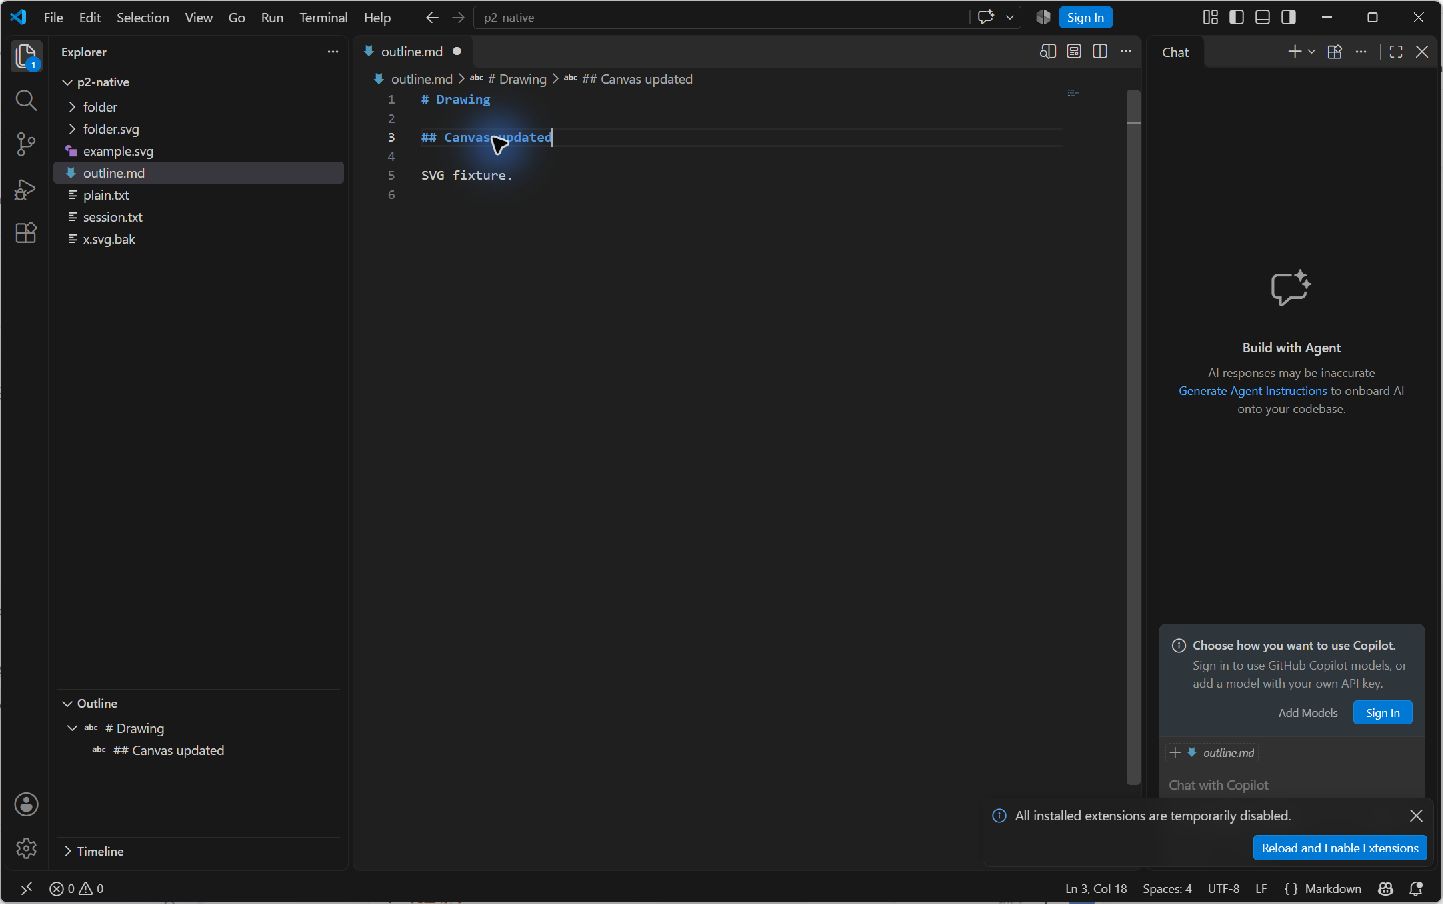 File Edit Selection View Go Run Terminal Help
p2-native
Sign In
Explorer
p2-native
folder
folder.svg
example.svg
outline.md
plain.txt
session.txt
x.svg.bak
Outline
abc # Drawing
abc ## Canvas updated
Timeline
outline.md
outline.md > abc # Drawing > abc ## Canvas updated
1 # Drawing
2
3 ## Canvas updated
4
5 SVG fixture.
6
Chat
Build with Agent
AI responses may be inaccurate
Generate Agent Instructions to onboard AI
onto your codebase.
Choose how you want to use Copilot.
Sign in to use GitHub Copilot models, or
add a model with your own API key.
Add Models Sign In
outline.md
Chat with Copilot
All installed extensions are temporarily disabled.
Reload and Enable Extensions
1
0 0
Ln 3, Col 18 Spaces: 4 UTF-8 LF { } Markdown